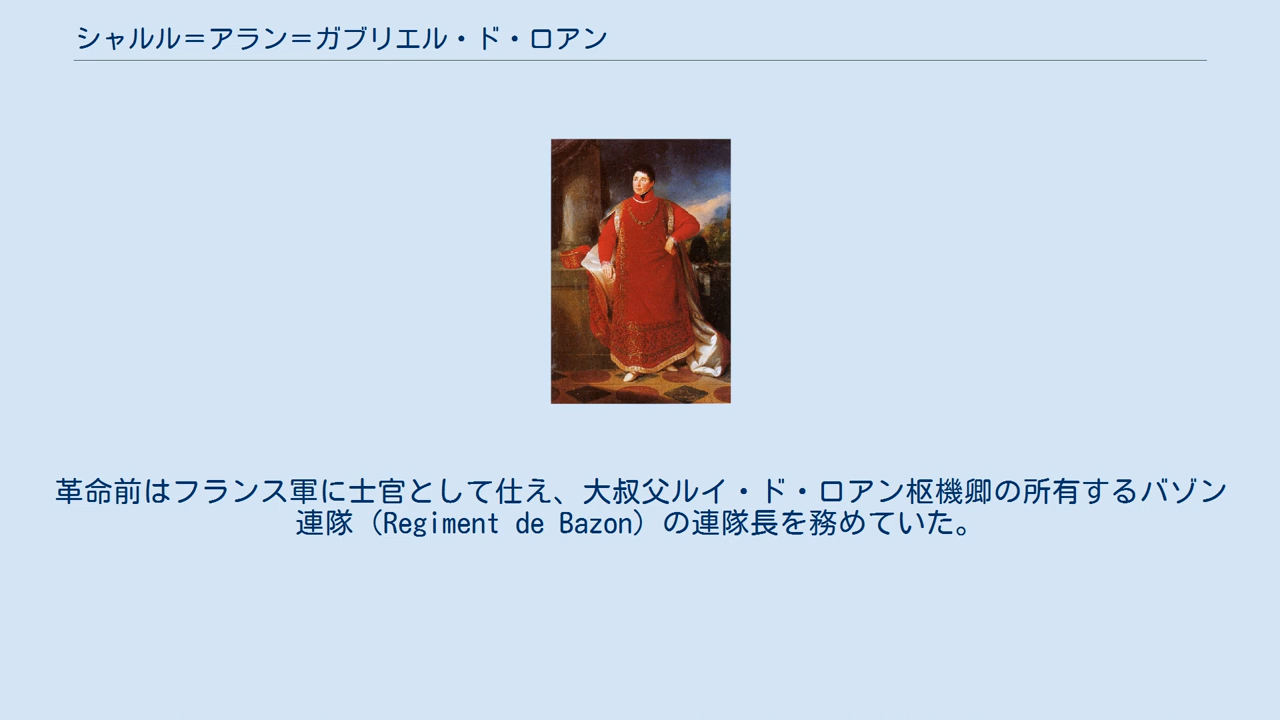 シャルル＝アラン＝ガブリエル・ド・ロアン
革命前はフランス軍に士官として仕え、大叔父ルイ・ド・ロアン枢機卿の所有するバゾン
連隊（Regiment de Bazon）の連隊長を務めていた。